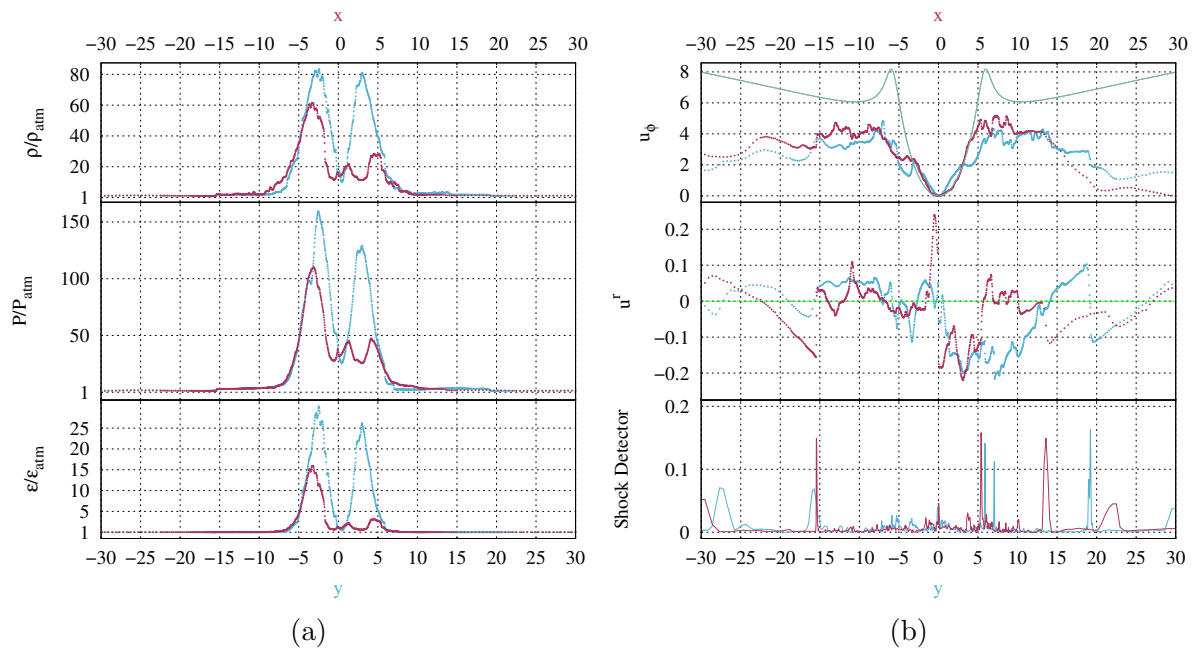 x
−30 −25 −20 −15 −10 −5 0 5 10 15 20 25 30
80
60
40
20
1
ρ/ρatm
150
100
50
1
P/Patm
25
20
15
10
5
1
ε/εatm
−30 −25 −20 −15 −10 −5 0 5 10 15 20 25 30
y
(a)
x
−30 −25 −20 −15 −10 −5 0 5 10 15 20 25 30
8
6
4
2
0
uϕ
0.2
0.1
0
−0.1
−0.2
u^r
0.2
0.1
0
Shock Detector
−30 −25 −20 −15 −10 −5 0 5 10 15 20 25 30
y
(b)